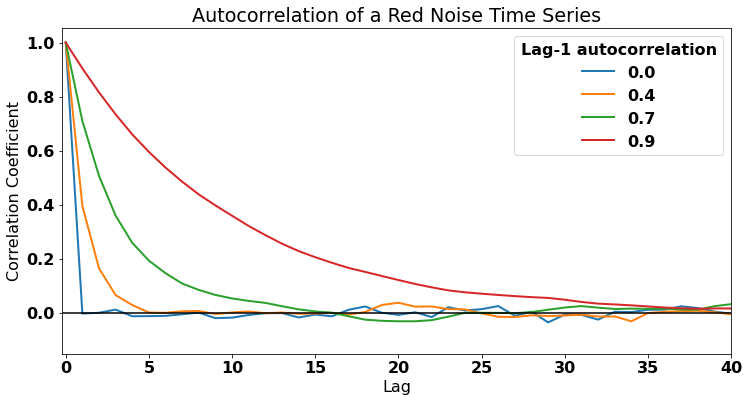 Autocorrelation of a Red Noise Time Series
Correlation Coefficient
1.0
0.8
0.6
0.4
0.2
0.0
Lag-1 autocorrelation
0.0
0.4
0.7
0.9
0 5 10 15 20 25 30 35 40
Lag